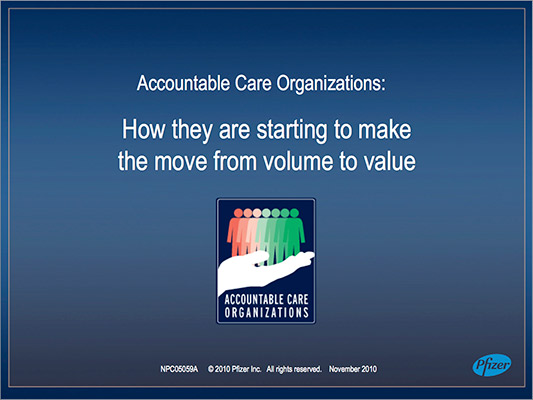 Accountable Care Organizations:
How they are starting to make
the move from volume to value
ACCOUNTABLE CARE
ORGANIZATIONS
NPC05059A © 2010 Pfizer Inc. All rights reserved. November 2010
Pfizer